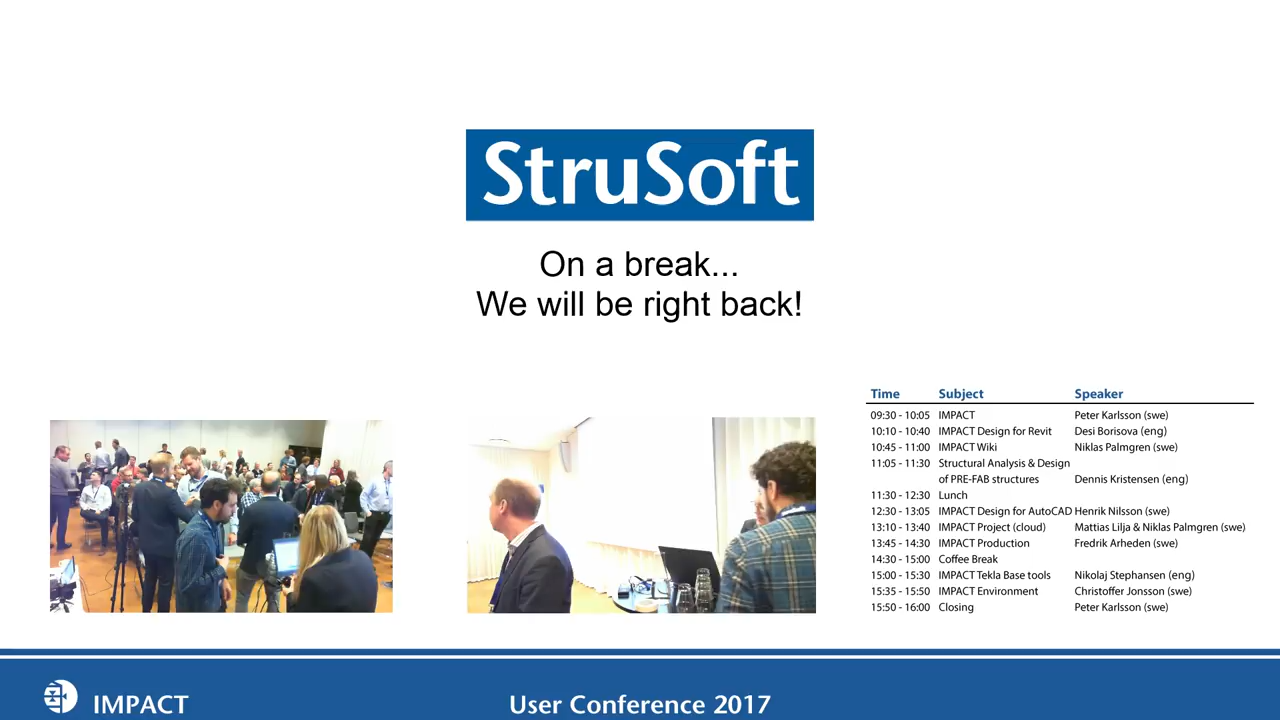 StruSoft
On a break...
We will be right back!
Time Subject Speaker
09:30 - 10:05 IMPACT Peter Karlsson (swe)
10:10 - 10:40 IMPACT Design for Revit Desi Borisova (eng)
10:45 - 11:00 IMPACT Wiki Niklas Palmgren (swe)
11:05 - 11:30 Structural Analysis & Design
of PRE-FAB structures Dennis Kristensen (eng)
11:30 - 12:30 Lunch
12:30 - 13:05 IMPACT Design for AutoCAD Henrik Nilsson (swe)
13:10 - 13:40 IMPACT Project (cloud) Mattias Lilja & Niklas Palmgren (swe)
13:45 - 14:30 IMPACT Production Fredrik Arheden (swe)
14:30 - 15:00 Coffee Break
15:00 - 15:30 IMPACT Tekla Base tools Nikolaj Stephansen (eng)
15:35 - 15:50 IMPACT Environment Christoffer Jonsson (swe)
15:50 - 16:00 Closing Peter Karlsson (swe)
IMPACT
User Conference 2017